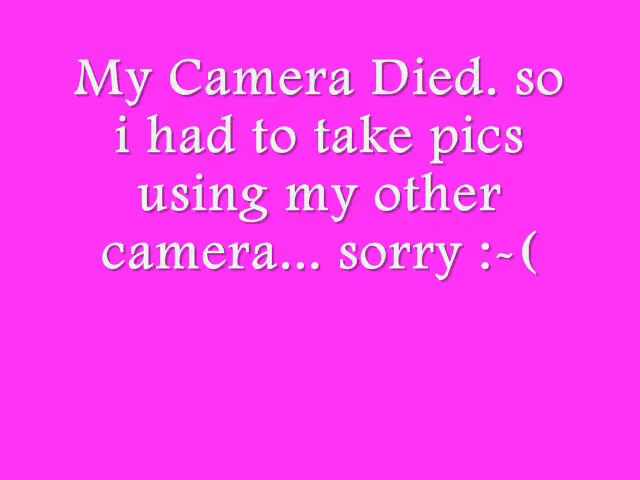 My Camera Died. so
i had to take pics
using my other
camera... sorry :~(